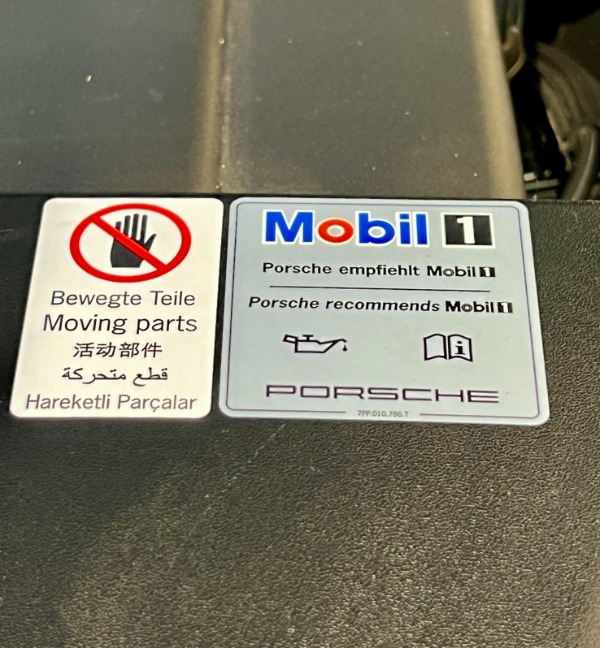 Bewegte Teile
Moving parts
活动部件
قطع متحركة
Hareketli Parçalar
Mobil 1
Porsche empfiehlt Mobil 1
Porsche recommends Mobil 1
PORSCHE
7PP.010.786.T